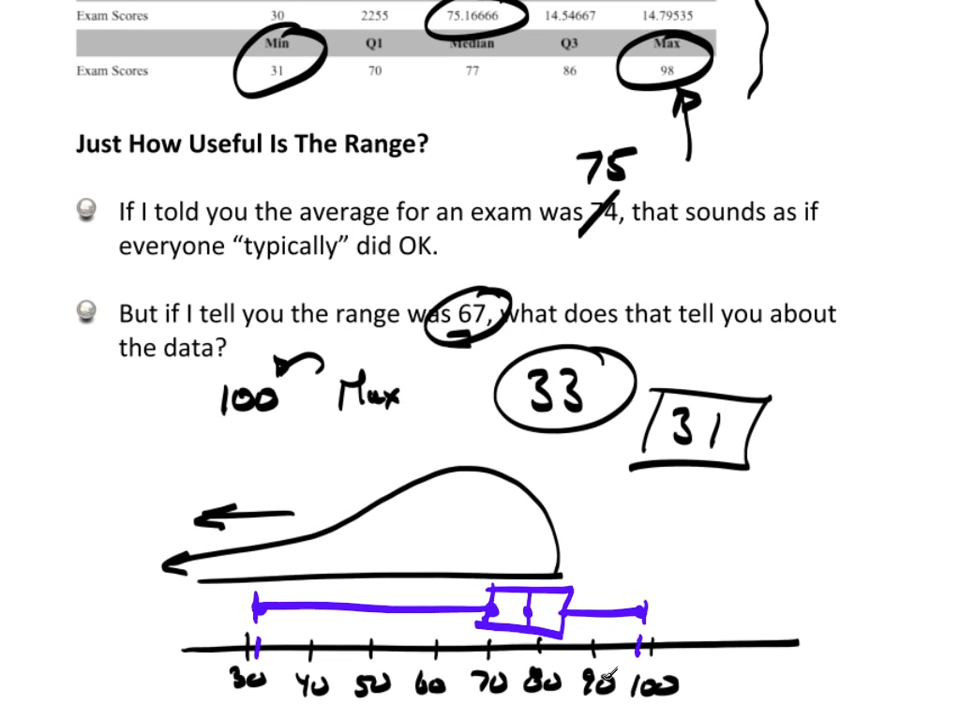 Exam Scores 30 2255 75.16666 14.54667 14.79535
Min Q1 Median Q3 Max
Exam Scores 31 70 77 86 98
Just How Useful Is The Range?
75
If I told you the average for an exam was 74, that sounds as if
everyone “typically” did OK.
But if I tell you the range was 67, what does that tell you about
the data?
100 Max 33 31
30 40 50 60 70 80 90 100